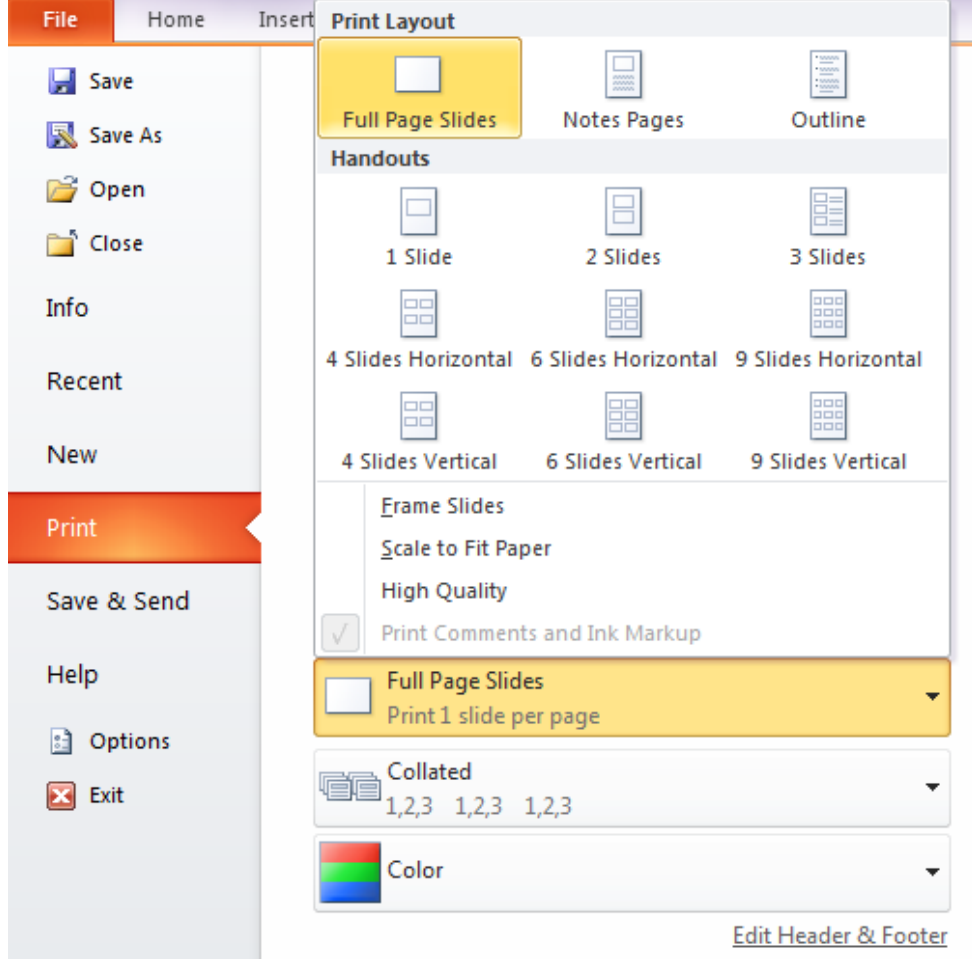 File Home Insert
Save
Save As
Open
Close
Info
Recent
New
Print
Save & Send
Help
Options
Exit
Print Layout
Full Page Slides Notes Pages Outline
Handouts
1 Slide 2 Slides 3 Slides
4 Slides Horizontal 6 Slides Horizontal 9 Slides Horizontal
4 Slides Vertical 6 Slides Vertical 9 Slides Vertical
Frame Slides
Scale to Fit Paper
High Quality
Print Comments and Ink Markup
Full Page Slides
Print 1 slide per page
Collated
1,2,3 1,2,3 1,2,3
Color
Edit Header & Footer